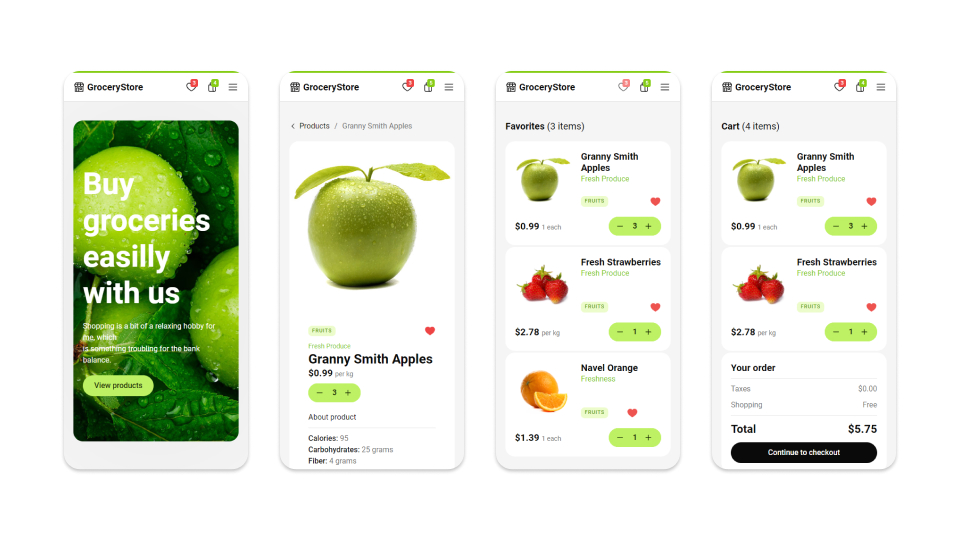 GroceryStore
3
4
Buy
groceries
easilly
with us
Shopping is a bit of a relaxing hobby for
me, which
is something troubling for the bank
balance.
View products
GroceryStore
3
Products / Granny Smith Apples
FRUITS
Fresh Produce
Granny Smith Apples
$0.99 per kg
− 3 +
About product
Calories: 95
Carbohydrates: 25 grams
Fiber: 4 grams
GroceryStore
3
Favorites (3 items)
Granny Smith
Apples
Fresh Produce
FRUITS
$0.99 1 each
− 3 +
Fresh Strawberries
Fresh Produce
FRUITS
$2.78 per kg
− 1 +
Navel Orange
Freshness
FRUITS
$1.39 1 each
− 1 +
GroceryStore
3
Cart (4 items)
Granny Smith
Apples
Fresh Produce
FRUITS
$0.99 1 each
− 3 +
Fresh Strawberries
Fresh Produce
FRUITS
$2.78 per kg
− 1 +
Your order
Taxes $0.00
Shopping Free
Total $5.75
Continue to checkout